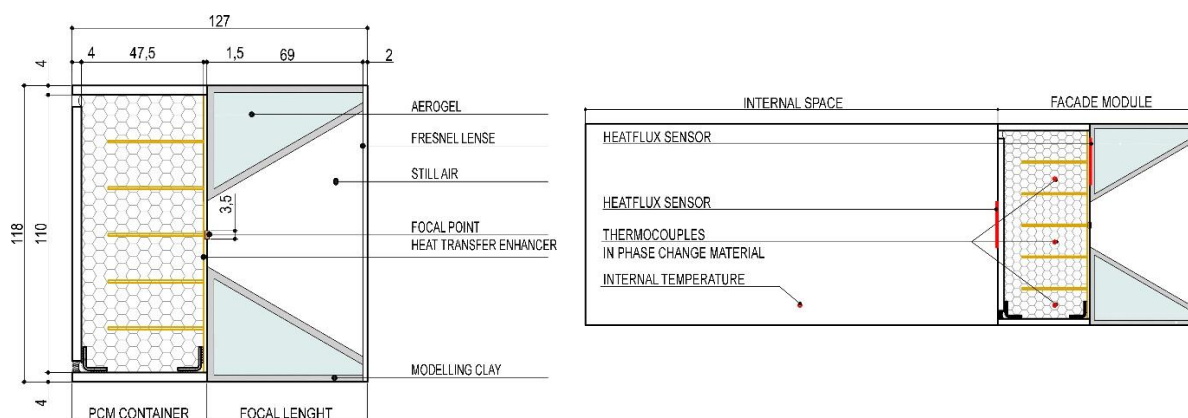 127
4 47,5 1,5 69 2
4
118
110
4
3,5
AEROGEL
FRESNEL LENSE
STILL AIR
FOCAL POINT
HEAT TRANSFER ENHANCER
MODELLING CLAY
PCM CONTAINER
FOCAL LENGHT
INTERNAL SPACE
FACADE MODULE
HEATFLUX SENSOR
HEATFLUX SENSOR
THERMOCOUPLES
IN PHASE CHANGE MATERIAL
INTERNAL TEMPERATURE